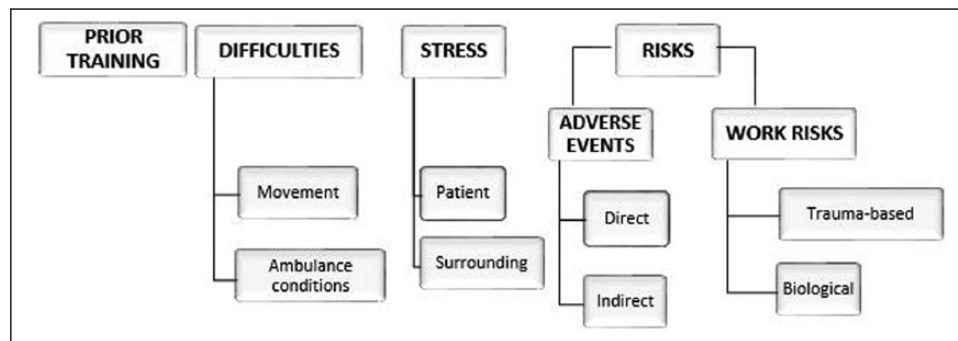 PRIOR
TRAINING
DIFFICULTIES
Movement
Ambulance
conditions
STRESS
Patient
Surrounding
RISKS
ADVERSE
EVENTS
Direct
Indirect
WORK RISKS
Trauma-based
Biological